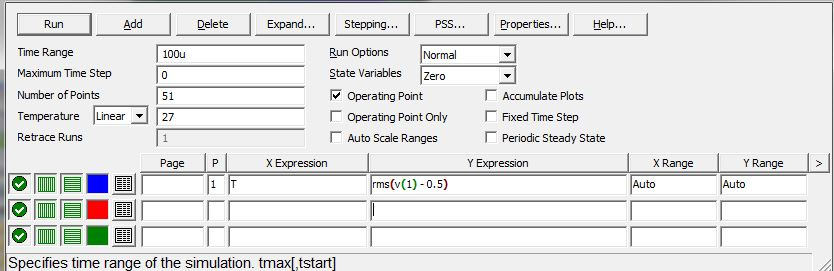 Run Add Delete Expand... Stepping... PSS... Properties... Help...
Time Range 100u Run Options Normal
Maximum Time Step 0 State Variables Zero
Number of Points 51 Operating Point Accumulate Plots
Temperature Linear 27 Operating Point Only Fixed Time Step
Retrace Runs 1 Auto Scale Ranges Periodic Steady State
Page P X Expression Y Expression X Range Y Range >
1 T rms(v(1) - 0.5) Auto Auto
Specifies time range of the simulation. tmax[,tstart]